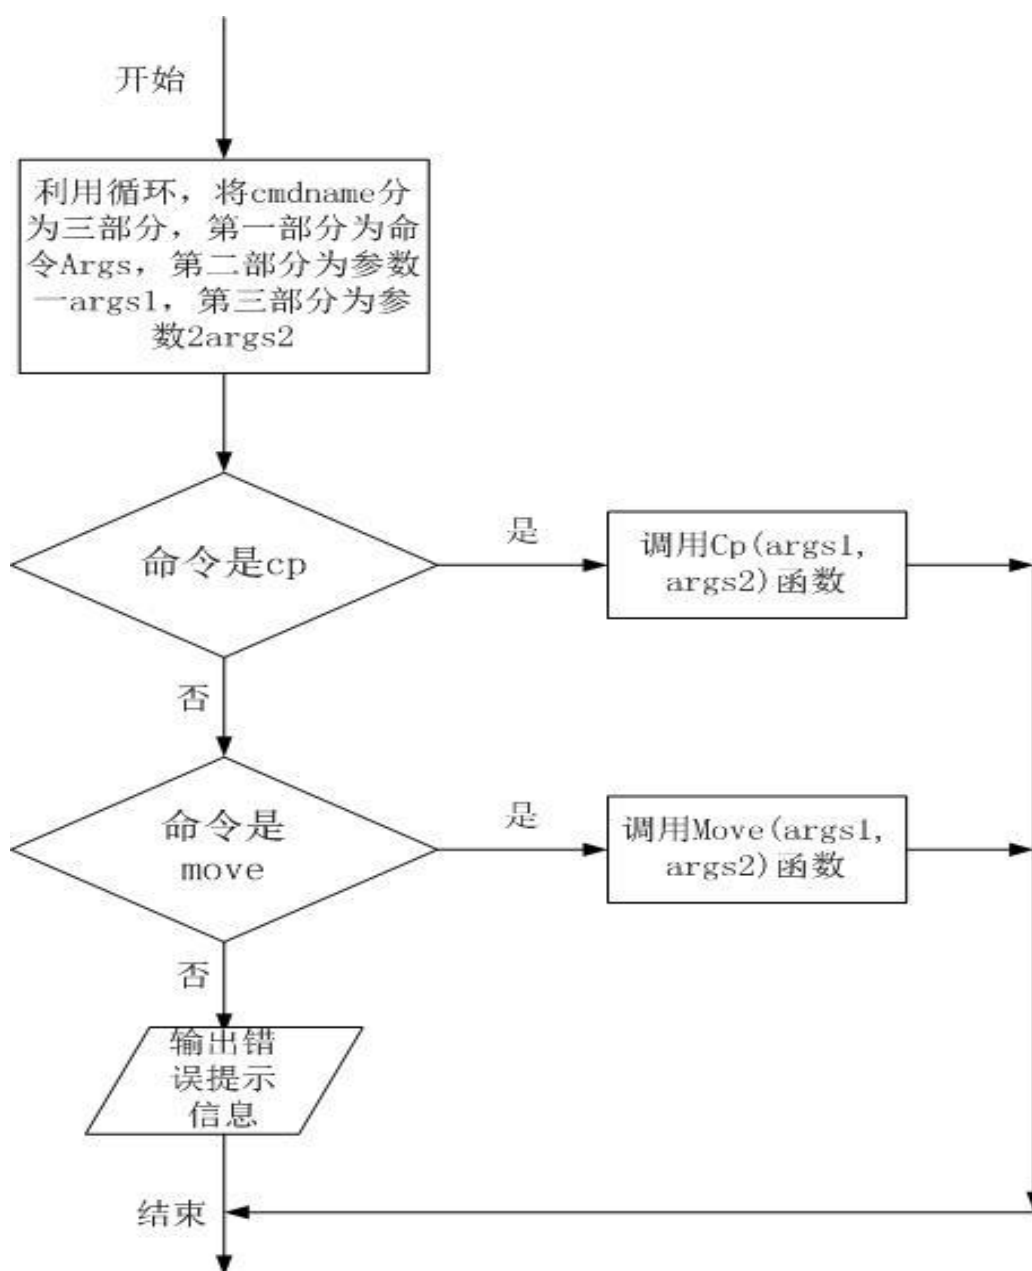 开始
利用循环，将cmdname分
为三部分，第一部分为命
令Args，第二部分为参数
一args1，第三部分为参
数2args2
命令是cp
是
调用Cp(args1,
args2)函数
否
命令是
move
是
调用Move(args1,
args2)函数
否
输出错
误提示
信息
结束